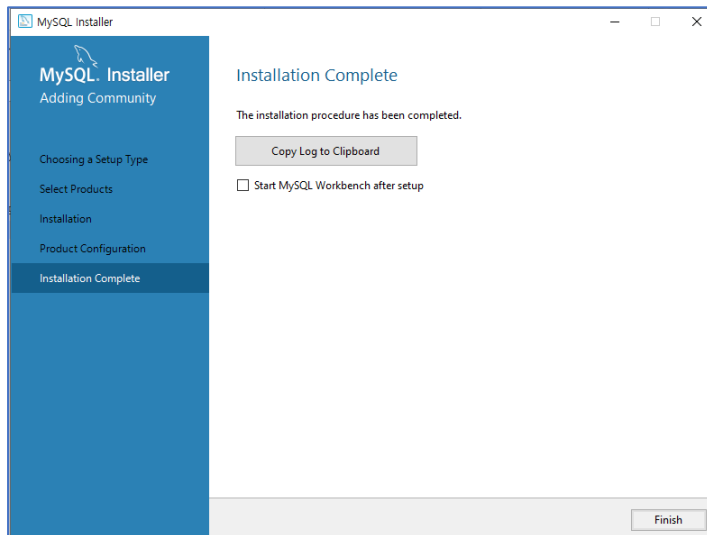 MySQL Installer
MySQL. Installer
Adding Community
Choosing a Setup Type
Select Products
Installation
Product Configuration
Installation Complete
Installation Complete
The installation procedure has been completed.
Copy Log to Clipboard
Start MySQL Workbench after setup
Finish